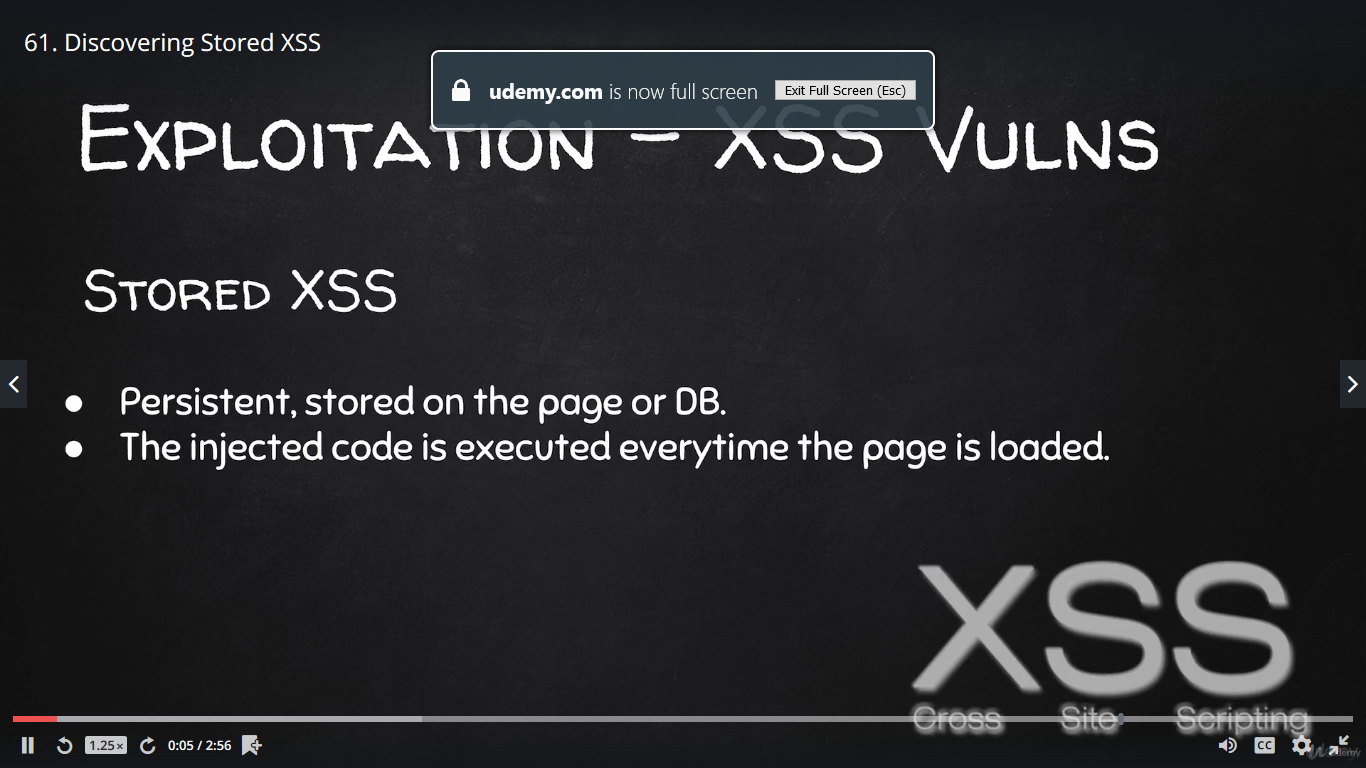 61. Discovering Stored XSS
udemy.com is now full screen Exit Full Screen (Esc)
EXPLOITATION – XSS VULNS
STORED XSS
● Persistent, stored on the page or DB.
● The injected code is executed everytime the page is loaded.
XSS
Cross Site Scripting
1.25× 0:05 / 2:56 CC